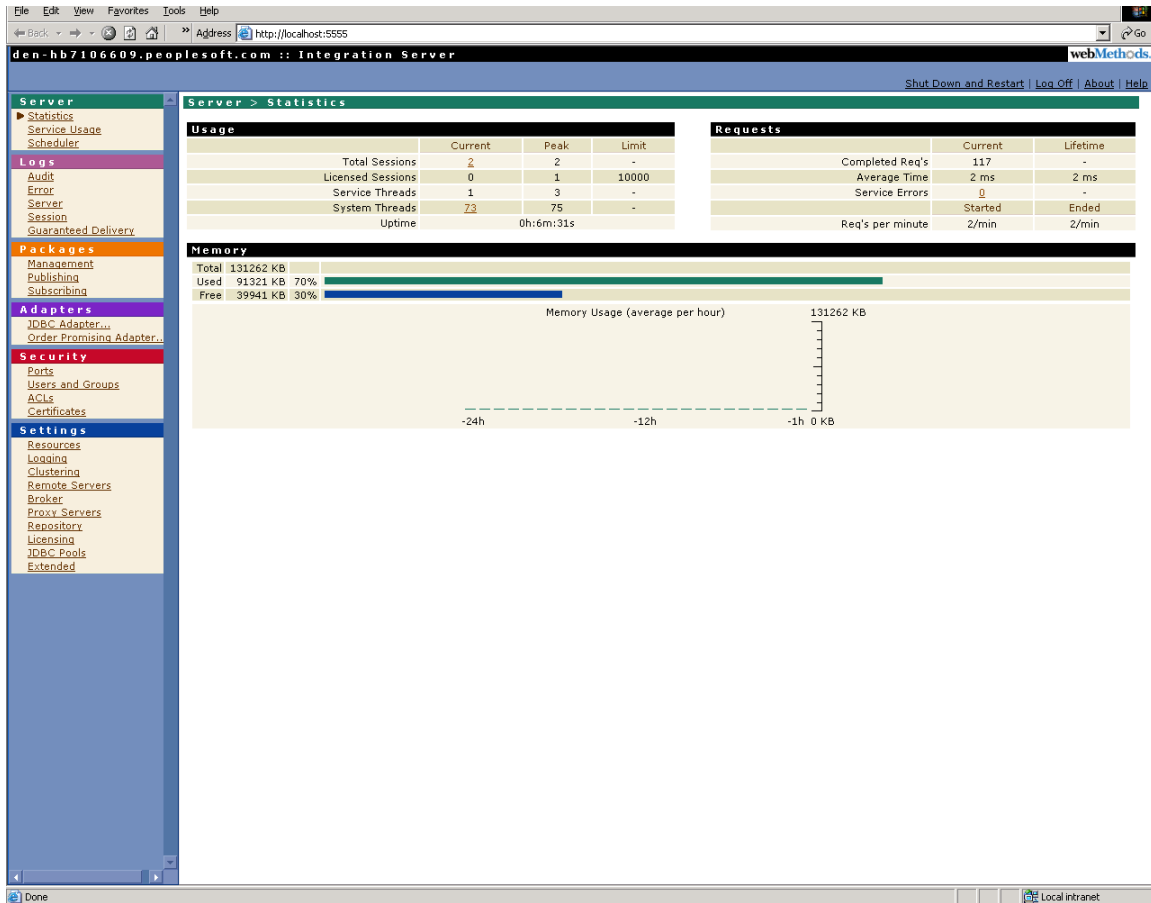 File Edit View Favorites Tools Help
Back » Address http://localhost:5555 Go
den-hb7106609.peoplesoft.com :: Integration Server webMethods.
Shut Down and Restart | Log Off | About | Help
Server
Statistics
Service Usage
Scheduler
Logs
Audit
Error
Server
Session
Guaranteed Delivery
Packages
Management
Publishing
Subscribing
Adapters
JDBC Adapter...
Order Promising Adapter..
Security
Ports
Users and Groups
ACLs
Certificates
Settings
Resources
Logging
Clustering
Remote Servers
Broker
Proxy Servers
Repository
Licensing
JDBC Pools
Extended
Server > Statistics
Usage
Current Peak Limit
Total Sessions 2 2 -
Licensed Sessions 0 1 10000
Service Threads 1 3 -
System Threads 73 75 -
Uptime 0h:6m:31s
Requests
Current Lifetime
Completed Req's 117 -
Average Time 2 ms 2 ms
Service Errors 0 -
Started Ended
Req's per minute 2/min 2/min
Memory
Total 131262 KB
Used 91321 KB 70%
Free 39941 KB 30%
Memory Usage (average per hour) 131262 KB
-24h -12h -1h 0 KB
Done Local intranet